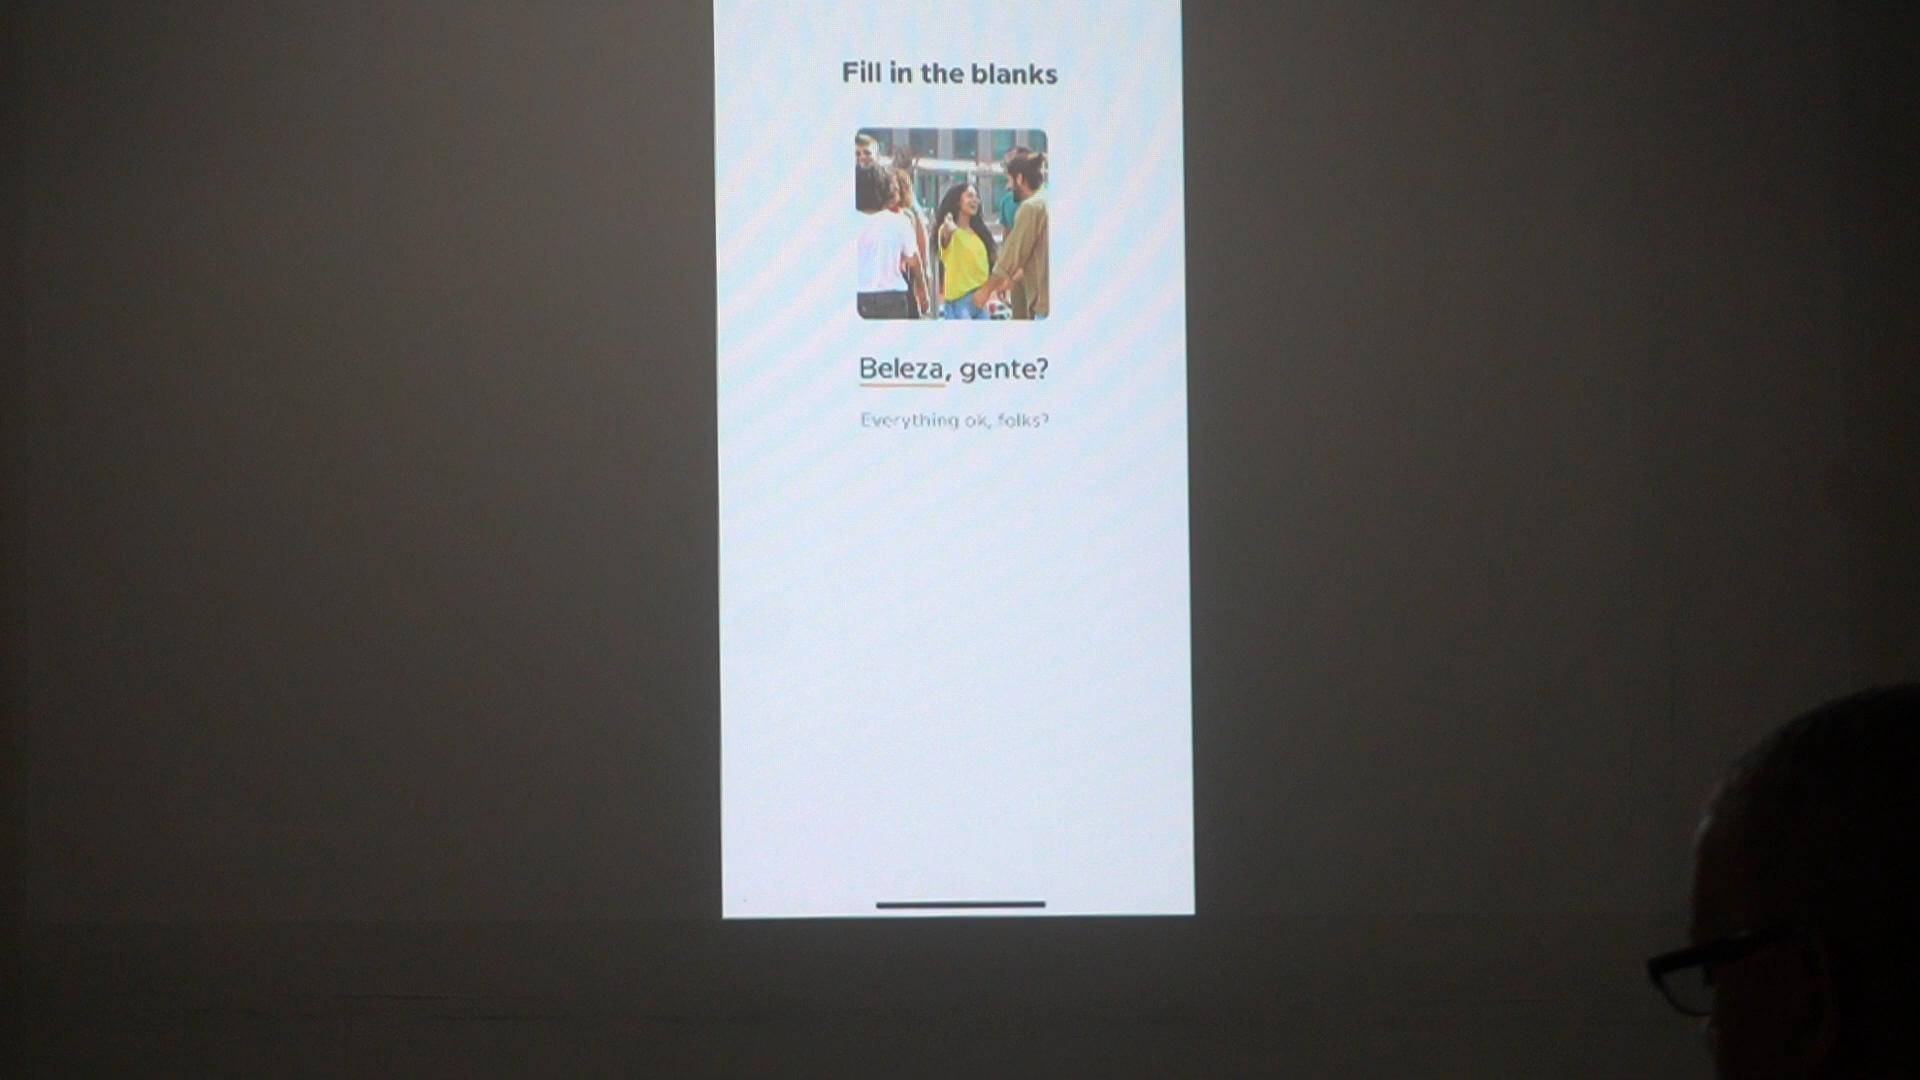 Fill in the blanks
Beleza, gente?
Everything ok, folks?